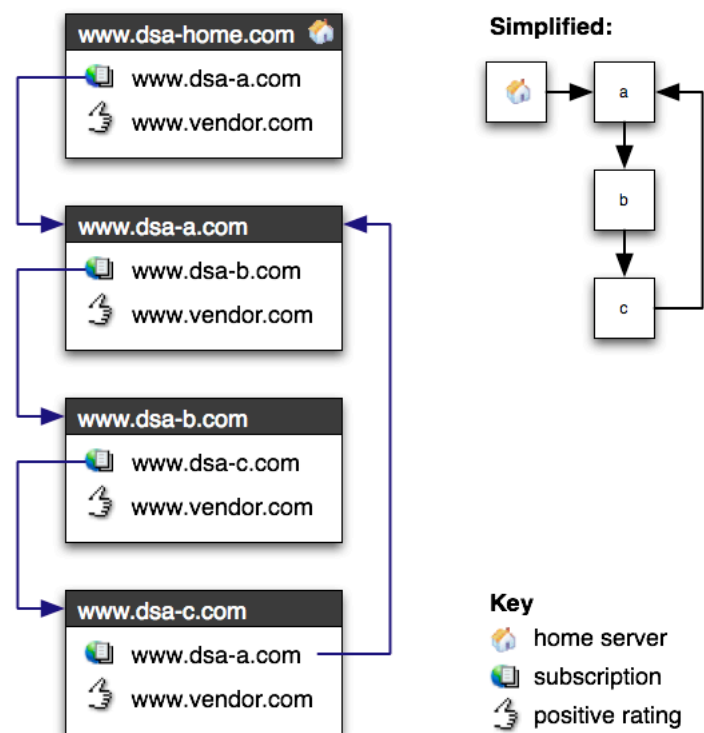 www.dsa-home.com
www.dsa-a.com
www.vendor.com
www.dsa-a.com
www.dsa-b.com
www.vendor.com
www.dsa-b.com
www.dsa-c.com
www.vendor.com
www.dsa-c.com
www.dsa-a.com
www.vendor.com
Simplified:
a
b
c
Key
home server
subscription
positive rating